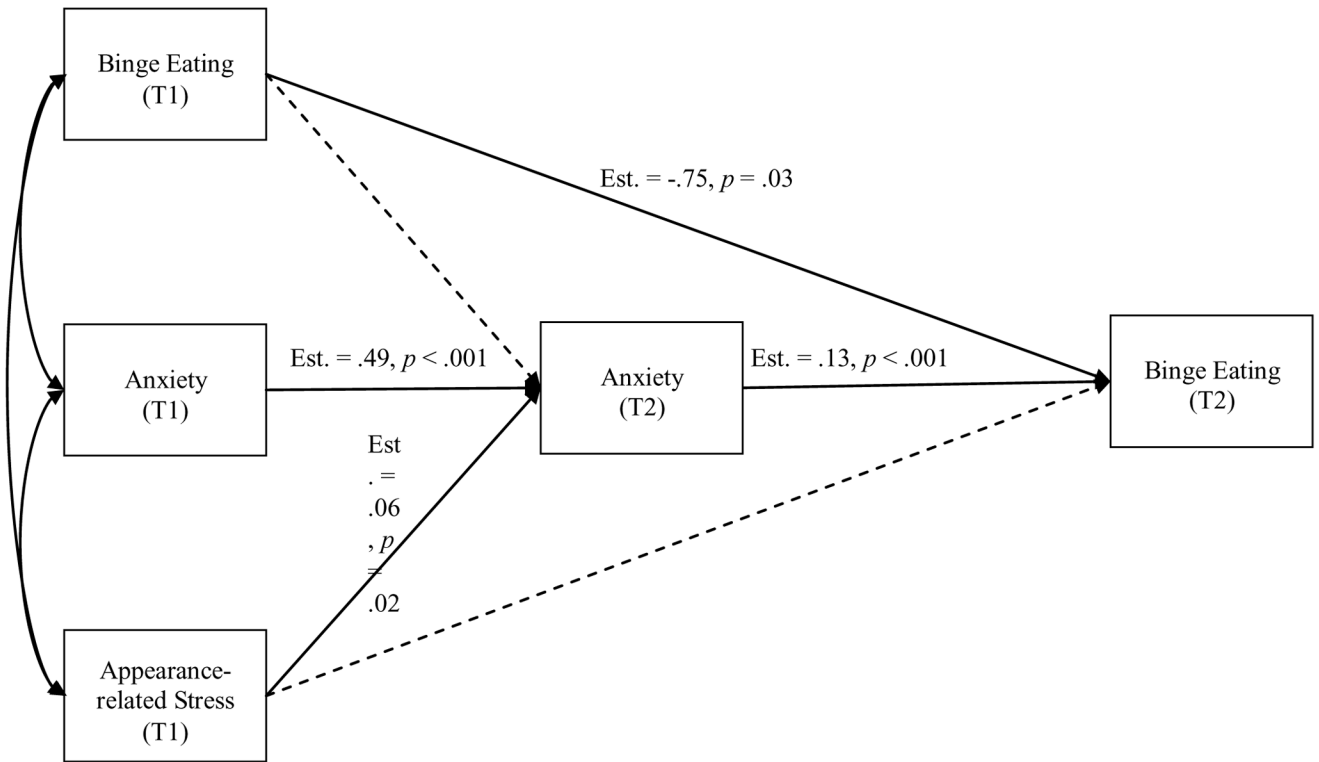 Binge Eating
(T1)
Est. = -.75, p = .03
Anxiety
(T1)
Est. = .49, p < .001
Anxiety
(T2)
Est. = .13, p < .001
Binge Eating
(T2)
Est
. =
.06
, p
=
.02
Appearance-
related Stress
(T1)